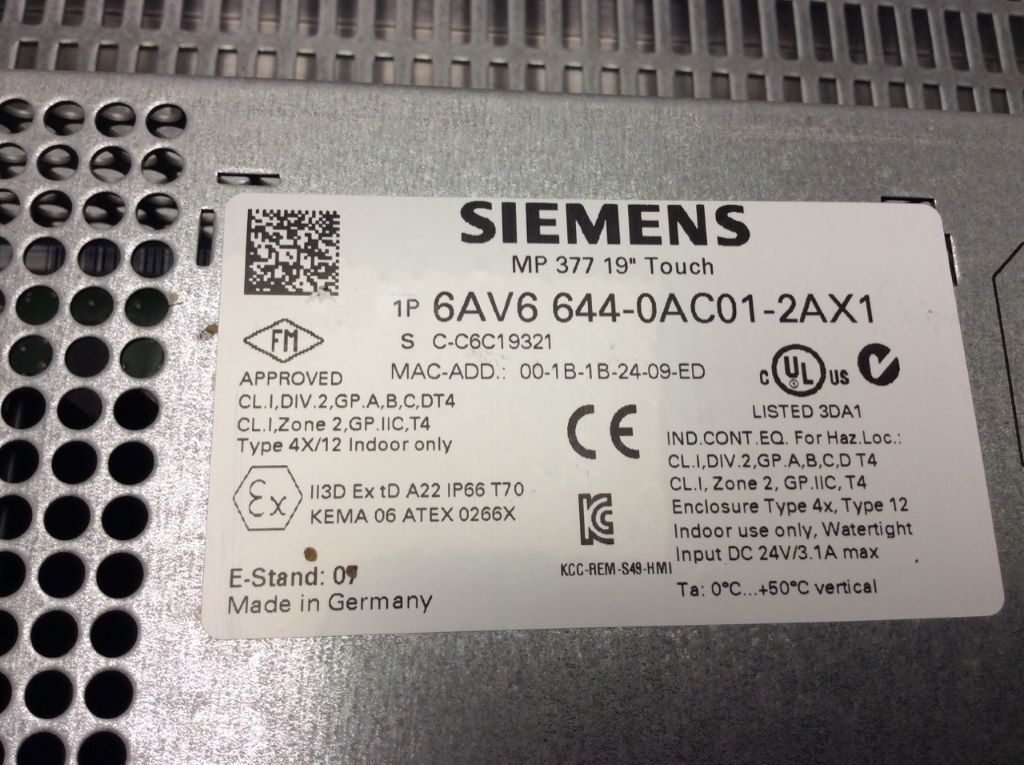 SIEMENS
MP 377 19" Touch
1P 6AV6 644-0AC01-2AX1
S C-C6C19321
MAC-ADD.: 00-1B-1B-24-09-ED
FM
APPROVED
CL.I,DIV.2,GP.A,B,C,DT4
CL.I,Zone 2,GP.IIC,T4
Type 4X/12 Indoor only
Ex
II3D Ex tD A22 IP66 T70
KEMA 06 ATEX 0266X
E-Stand:
Made in Germany
CE
KCC-REM-S49-HMI
C UL US
LISTED 3DA1
IND.CONT.EQ. For Haz.Loc.:
CL.I,DIV.2,GP.A,B,C,D T4
CL.I, Zone 2, GP.IIC, T4
Enclosure Type 4x, Type 12
Indoor use only, Watertight
Input DC 24V/3.1A max
Ta: 0°C...+50°C vertical